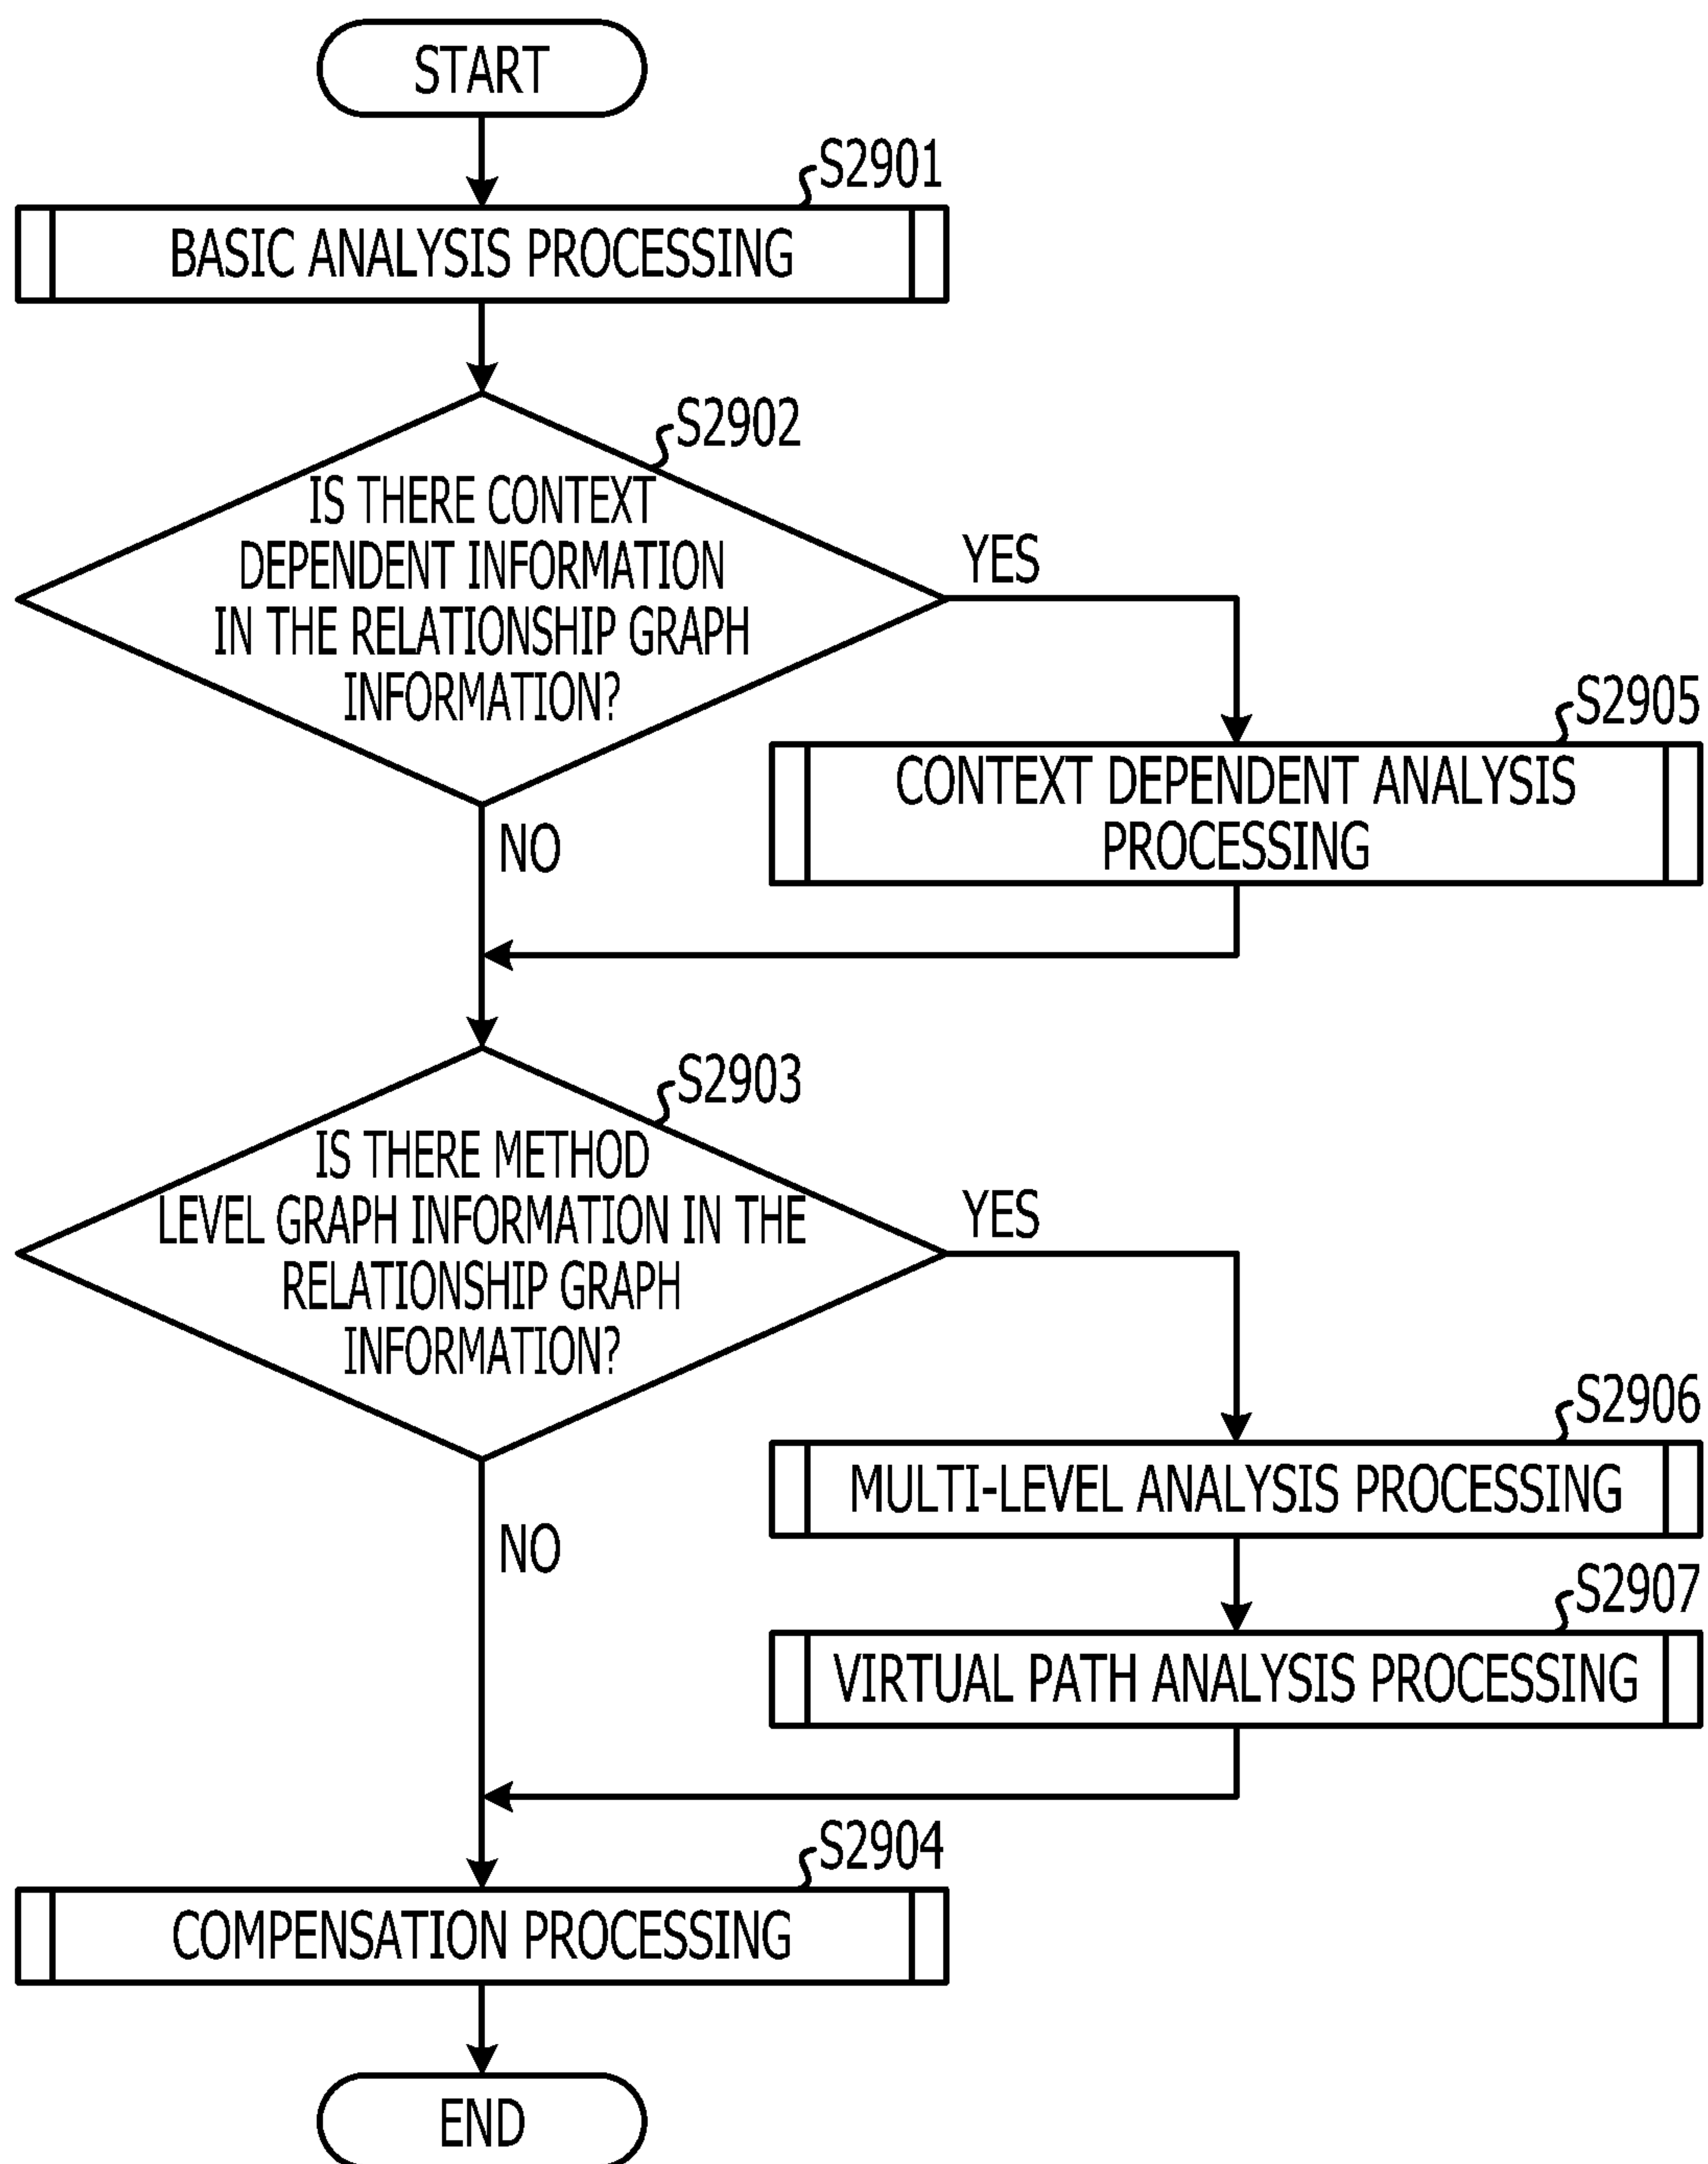 START
S2901
BASIC ANALYSIS PROCESSING
S2902
IS THERE CONTEXT
DEPENDENT INFORMATION
IN THE RELATIONSHIP GRAPH
INFORMATION?
YES
S2905
CONTEXT DEPENDENT ANALYSIS
PROCESSING
NO
S2903
IS THERE METHOD
LEVEL GRAPH INFORMATION IN THE
RELATIONSHIP GRAPH
INFORMATION?
YES
S2906
MULTI-LEVEL ANALYSIS PROCESSING
NO
S2907
VIRTUAL PATH ANALYSIS PROCESSING
S2904
COMPENSATION PROCESSING
END